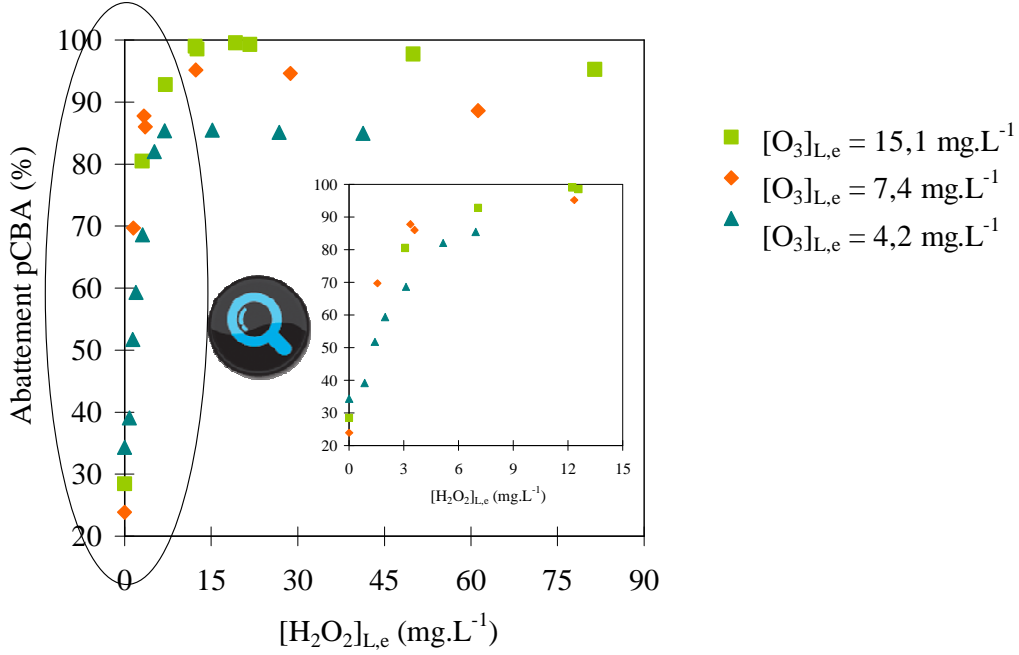 Abattement pCBA (%)
100
90
80
70
60
50
40
30
20
0 15 30 45 60 75 90
[H₂O₂]L,e (mg.L⁻¹)
100
90
80
70
60
50
40
30
20
0 3 6 9 12 15
[H₂O₂]L,e (mg.L⁻¹)
[O₃]L,e = 15,1 mg.L⁻¹
[O₃]L,e = 7,4 mg.L⁻¹
[O₃]L,e = 4,2 mg.L⁻¹